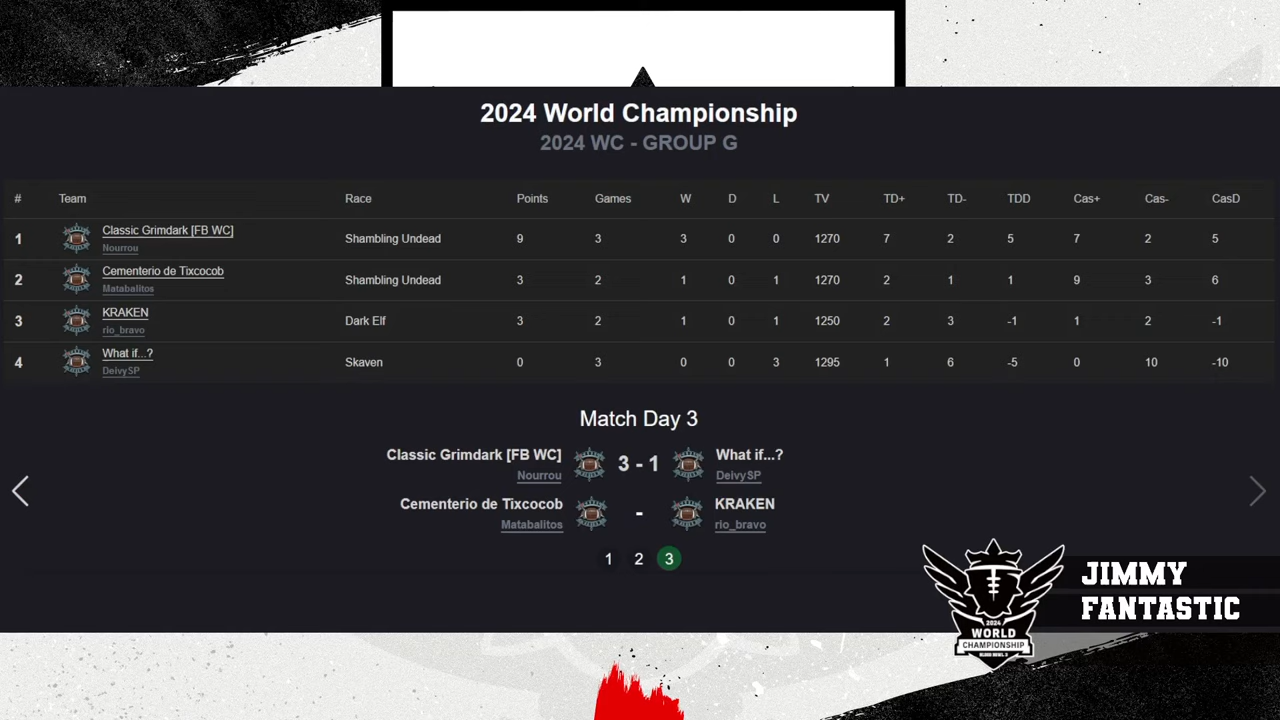 2024 World Championship
2024 WC - GROUP G
# Team Race Points Games W D L TV TD+ TD- TDD Cas+ Cas- CasD
1 Classic Grimdark [FB WC] Shambling Undead 9 3 3 0 0 1270 7 2 5 7 2 5
Nourrou
2 Cementerio de Tixcocob Shambling Undead 3 2 1 0 1 1270 2 1 1 9 3 6
Matabalitos
3 KRAKEN Dark Elf 3 2 1 0 1 1250 2 3 -1 1 2 -1
rio_bravo
4 What if...? Skaven 0 3 0 0 3 1295 1 6 -5 0 10 -10
DeivySP
Match Day 3
Classic Grimdark [FB WC] 3 - 1 What if...?
Nourrou DeivySP
Cementerio de Tixcocob - KRAKEN
Matabalitos rio_bravo
1 2 3
JIMMY
FANTASTIC
2024
WORLD
CHAMPIONSHIP
BLOOD BOWL 3